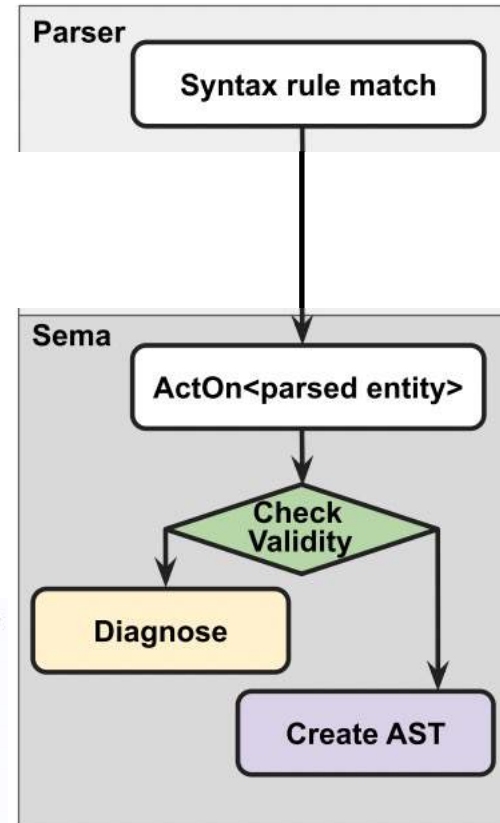 Parser
Syntax rule match
Sema
ActOn<parsed entity>
Check
Validity
Diagnose
Create AST